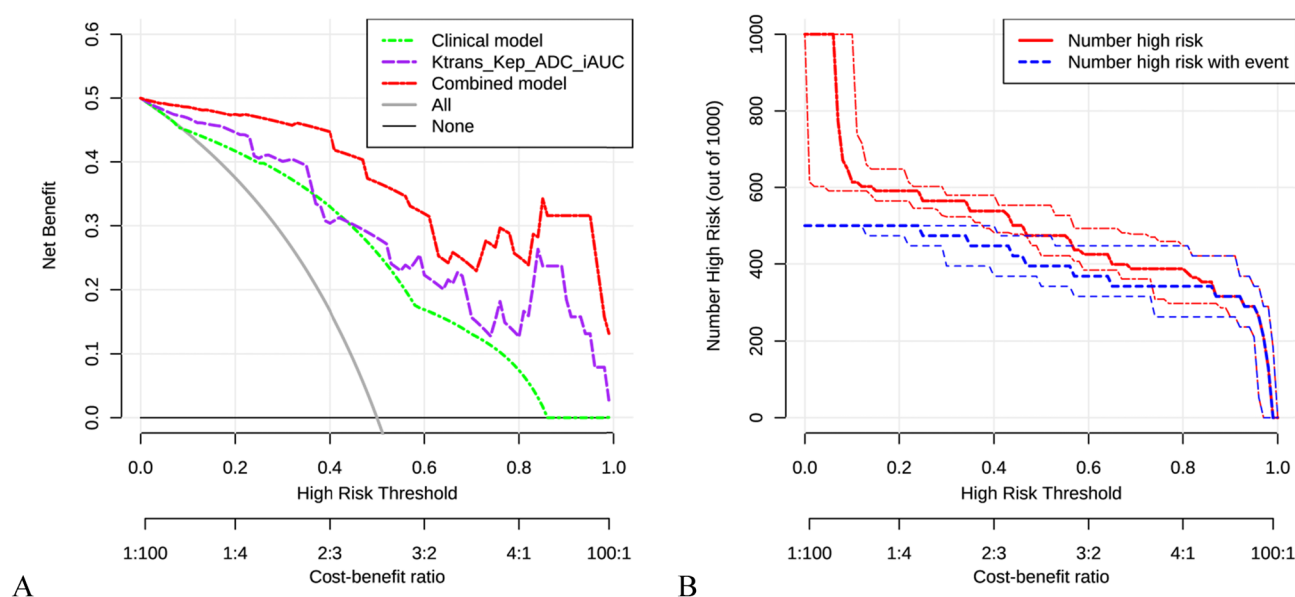 Clinical model
Ktrans_Kep_ADC_iAUC
Combined model
All
None
Net Benefit
0.6
0.5
0.4
0.3
0.2
0.1
0.0
0.0 0.2 0.4 0.6 0.8 1.0
High Risk Threshold
1:100 1:4 2:3 3:2 4:1 100:1
Cost-benefit ratio
A
Number high risk
Number high risk with event
Number High Risk (out of 1000)
1000
800
600
400
200
0
0.0 0.2 0.4 0.6 0.8 1.0
High Risk Threshold
1:100 1:4 2:3 3:2 4:1 100:1
Cost-benefit ratio
B